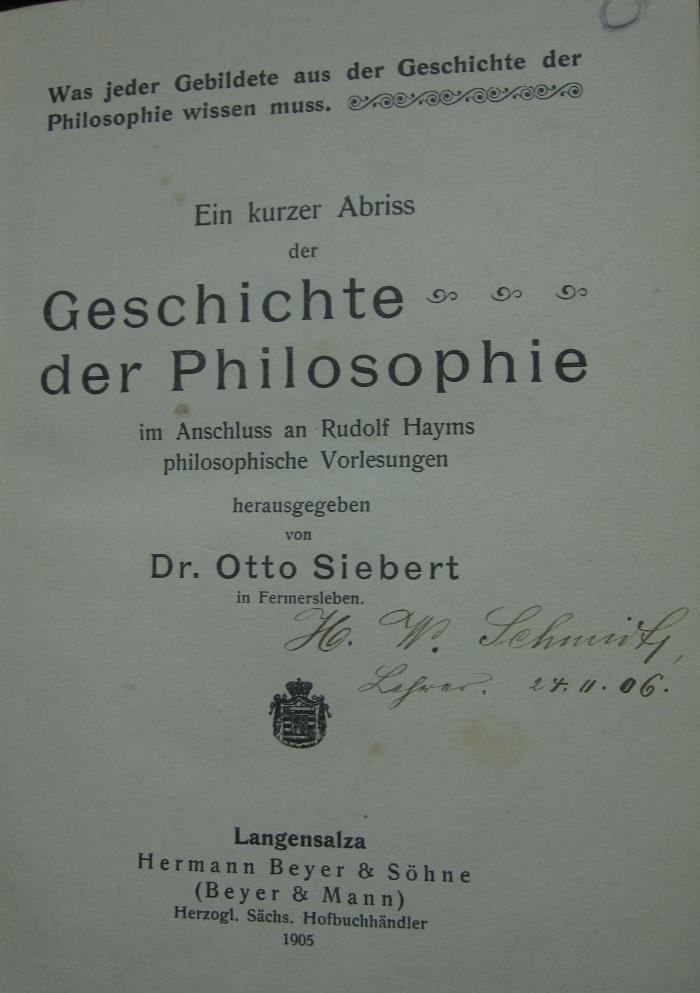 Was jeder Gebildete aus der Geschichte der
Philosophie wissen muss.
Ein kurzer Abriss
der
Geschichte
der Philosophie
im Anschluss an Rudolf Hayms
philosophische Vorlesungen
herausgegeben
von
Dr. Otto Siebert
in Fermersleben.
H. W. Schmidt,
Lehrer. 24. 11. 06.
Langensalza
Hermann Beyer & Söhne
(Beyer & Mann)
Herzogl. Sächs. Hofbuchhändler
1905